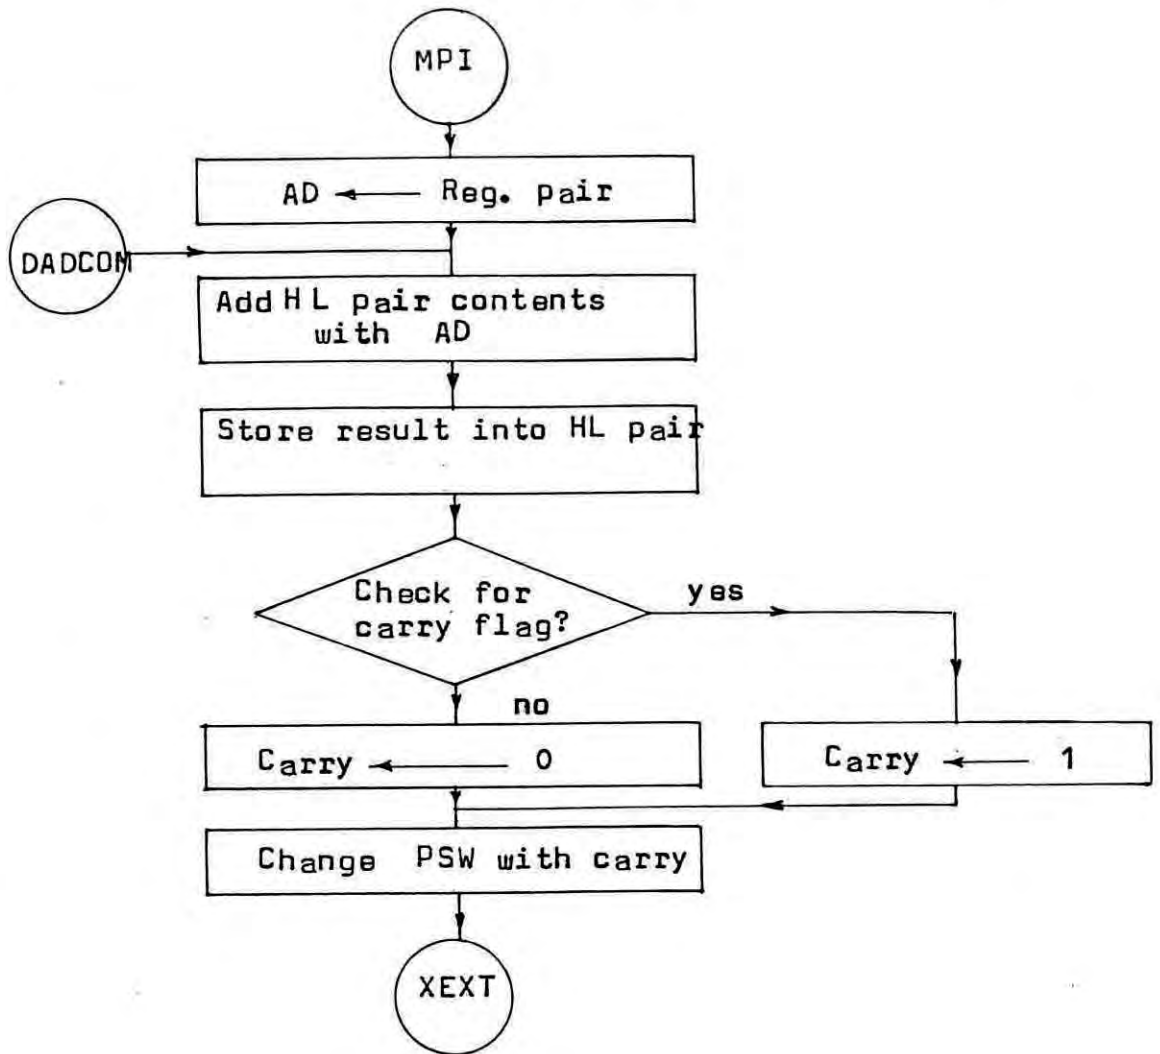 MPI
AD ← Reg. pair
DADCOM
Add HL pair contents
with AD
Store result into HL pair
Check for
carry flag?
yes
no
Carry ← 0
Carry ← 1
Change PSW with carry
XEXT